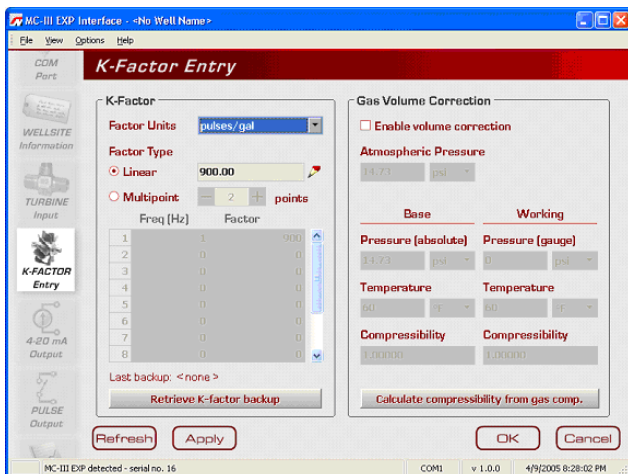 MC-III EXP Interface - <No Well Name>
File View Options Help
COM
Port
WELLSITE
Information
TURBINE
Input
K-FACTOR
Entry
4-20 mA
Output
PULSE
Output
K-Factor Entry
K-Factor
Factor Units pulses/gal
Factor Type
Linear 900.00
Multipoint 2 points
Freq [Hz] Factor
1 1 900
2 0 0
3 0 0
4 0 0
5 0 0
6 0 0
7 0 0
8 0 0
Last backup: < none >
Retrieve K-factor backup
Gas Volume Correction
Enable volume correction
Atmospheric Pressure
14.73 psi
Base Working
Pressure (absolute) Pressure (gauge)
14.73 psi 0 psi
Temperature Temperature
60 °F 60 °F
Compressibility Compressibility
1.00000 1.00000
Calculate compressibility from gas comp.
Refresh Apply OK Cancel
MC-III EXP detected - serial no. 16 COM1 v 1.0.0 4/9/2005 8:28:02 PM